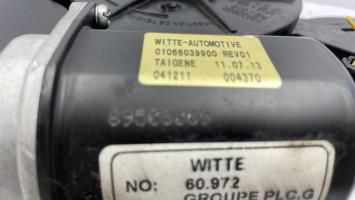 WITTE-AUTOMOTIVE
01066039900-REV01
TAIGENE 11.07.13
041211 004370
WITTE
NO: 60.972
GROUPE PLC.G